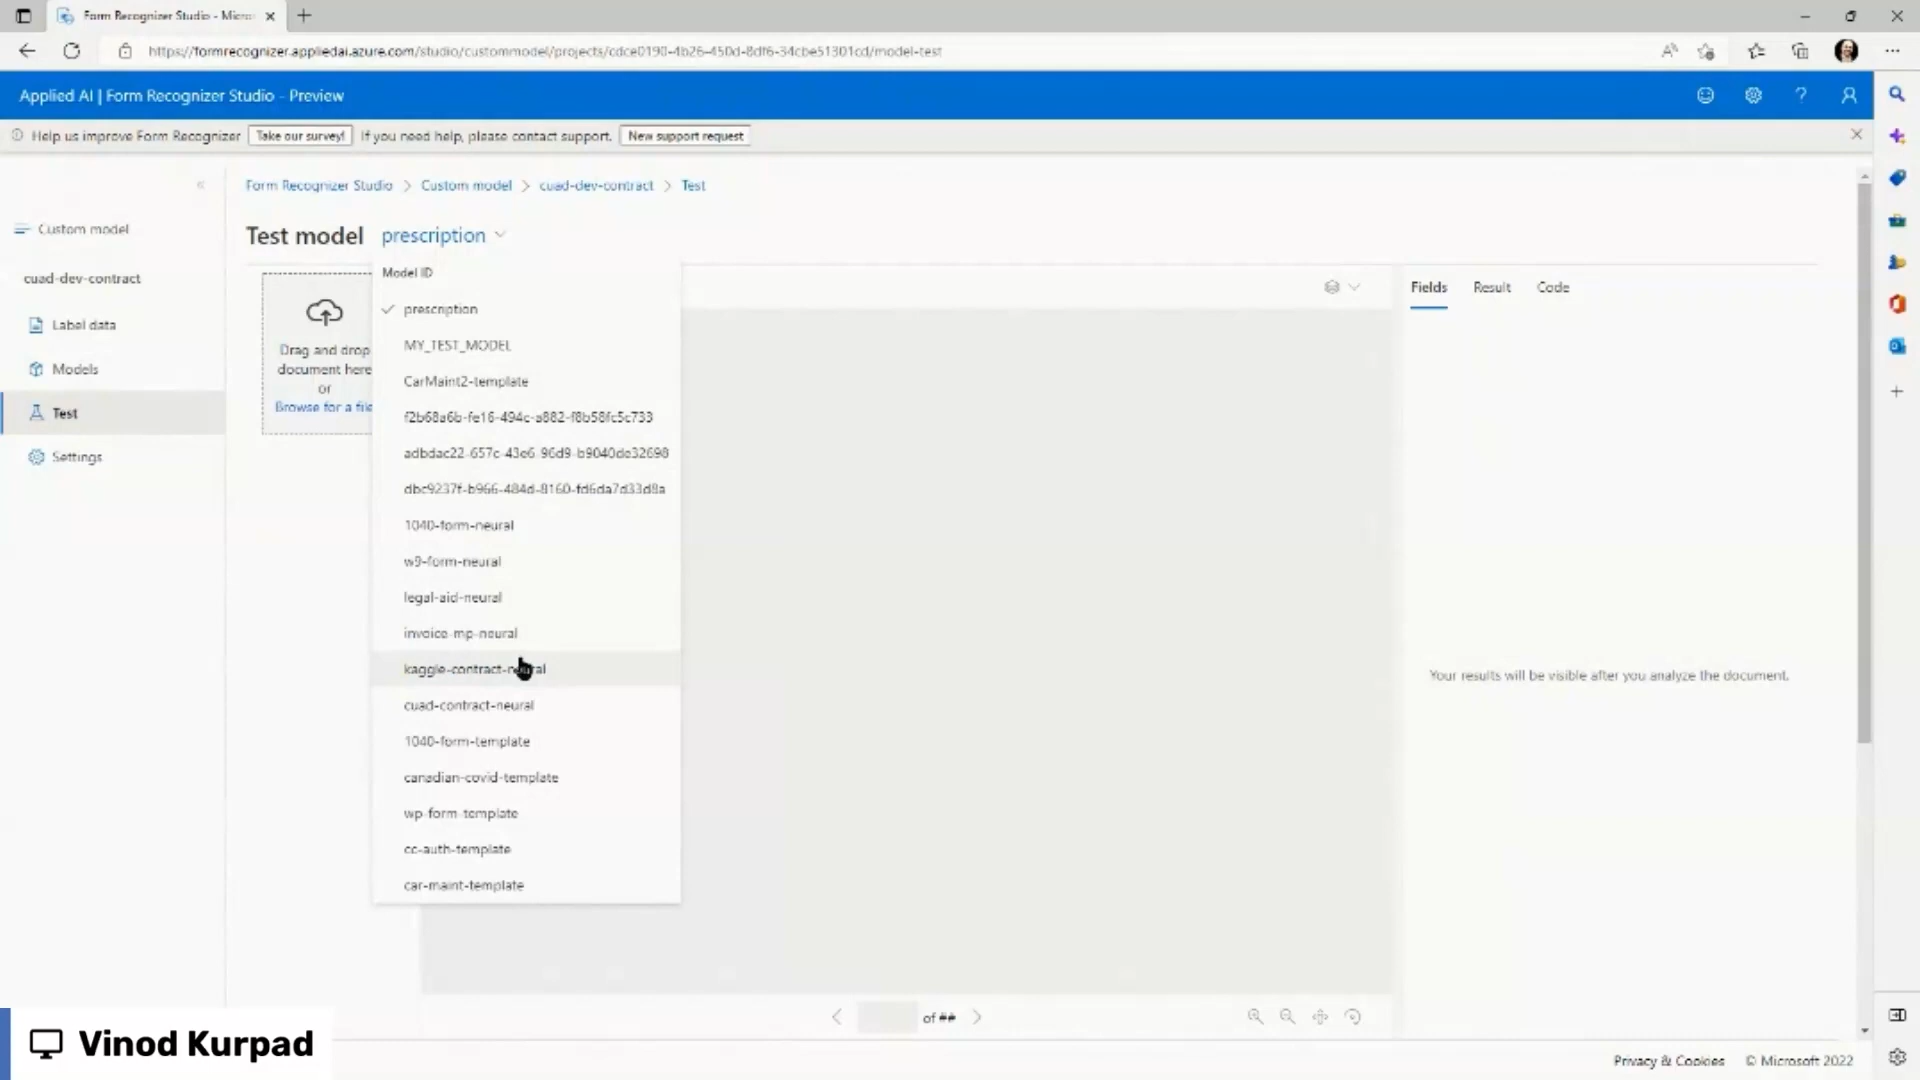 Form Recognizer Studio - Micro
https://formrecognizer.appliedai.azure.com/studio/custommodel/projects/cdce0190-4b26-450d-8df6-34cbe51301cd/model-test
Applied AI | Form Recognizer Studio - Preview
Help us improve Form Recognizer Take our survey! If you need help, please contact support. New support request
Form Recognizer Studio > Custom model > cuad-dev-contract > Test
Custom model
cuad-dev-contract
Label data
Models
Test
Settings
Test model prescription
Drag and drop
document here
or
Browse for a file
Model ID
prescription
MY_TEST_MODEL
CarMaint2-template
f2b68a6b-fe16-494c-a882-f8b58fc5c733
adbdac22-657c-43e6-96d9-b9040de32698
dbc9237f-b966-484d-8160-fd6da7d33d8a
1040-form-neural
w9-form-neural
legal-aid-neural
invoice-mp-neural
kaggle-contract-neural
cuad-contract-neural
1040-form-template
canadian-covid-template
wp-form-template
cc-auth-template
car-maint-template
Fields Result Code
Your results will be visible after you analyze the document.
of ##
Privacy & Cookies © Microsoft 2022
Vinod Kurpad